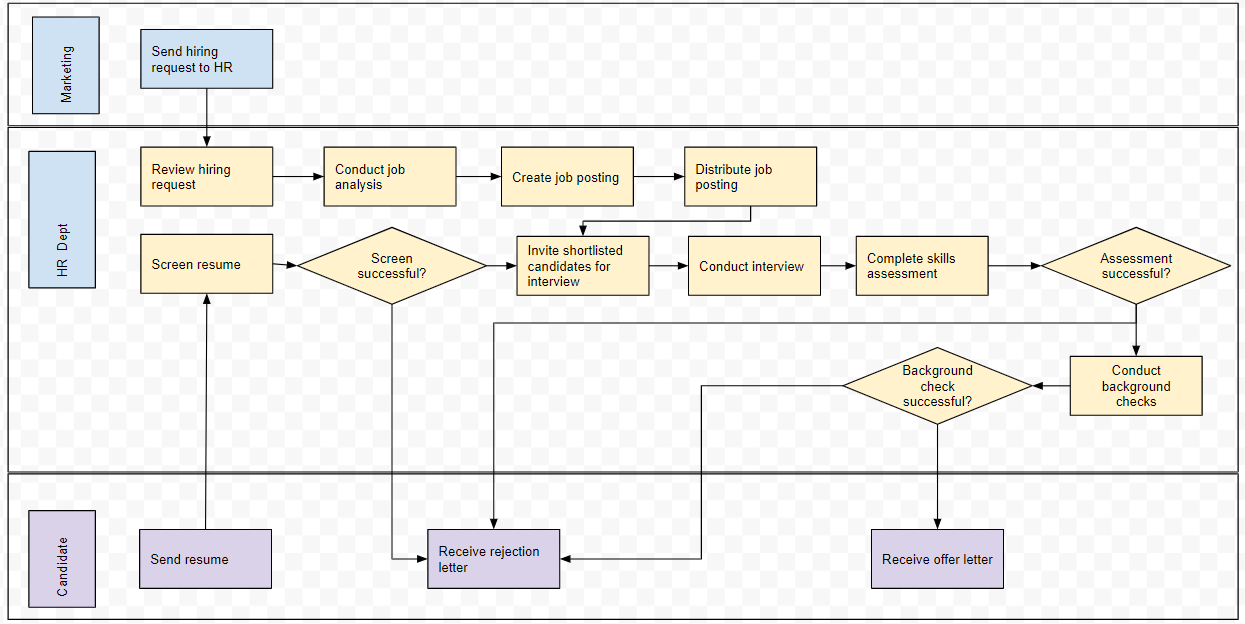 Marketing
Send hiring
request to HR
HR Dept
Review hiring
request
Conduct job
analysis
Create job posting
Distribute job
posting
Screen resume
Screen
successful?
Invite shortlisted
candidates for
interview
Conduct interview
Complete skills
assessment
Assessment
successful?
Background
check
successful?
Conduct
background
checks
Candidate
Send resume
Receive rejection
letter
Receive offer letter